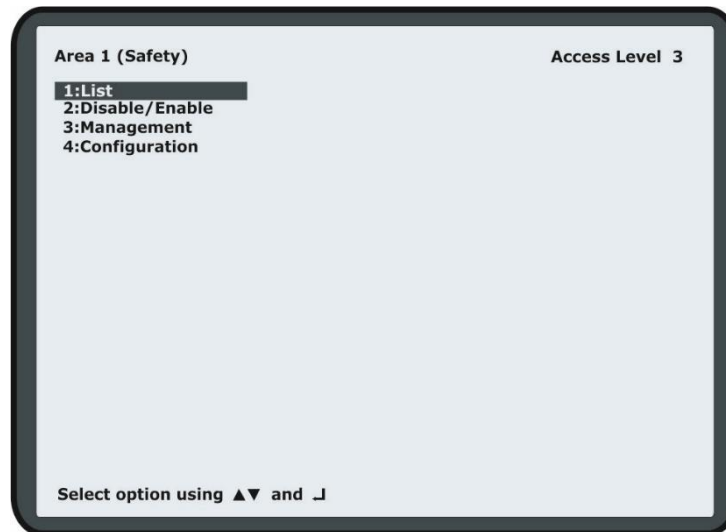 Area 1 (Safety) Access Level 3
1:List
2:Disable/Enable
3:Management
4:Configuration
Select option using ▲▼ and ↵